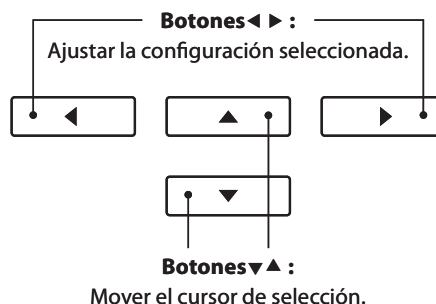 Botones◀ ▶ :
Ajustar la configuración seleccionada.
Botones▼▲ :
Mover el cursor de selección.